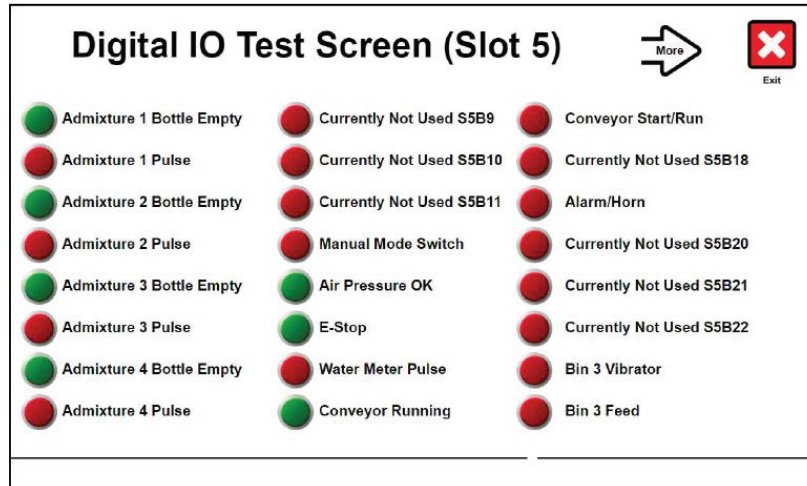 Digital IO Test Screen (Slot 5)
More
Exit
Admixture 1 Bottle Empty
Admixture 1 Pulse
Admixture 2 Bottle Empty
Admixture 2 Pulse
Admixture 3 Bottle Empty
Admixture 3 Pulse
Admixture 4 Bottle Empty
Admixture 4 Pulse
Currently Not Used S5B9
Currently Not Used S5B10
Currently Not Used S5B11
Manual Mode Switch
Air Pressure OK
E-Stop
Water Meter Pulse
Conveyor Running
Conveyor Start/Run
Currently Not Used S5B18
Alarm/Horn
Currently Not Used S5B20
Currently Not Used S5B21
Currently Not Used S5B22
Bin 3 Vibrator
Bin 3 Feed